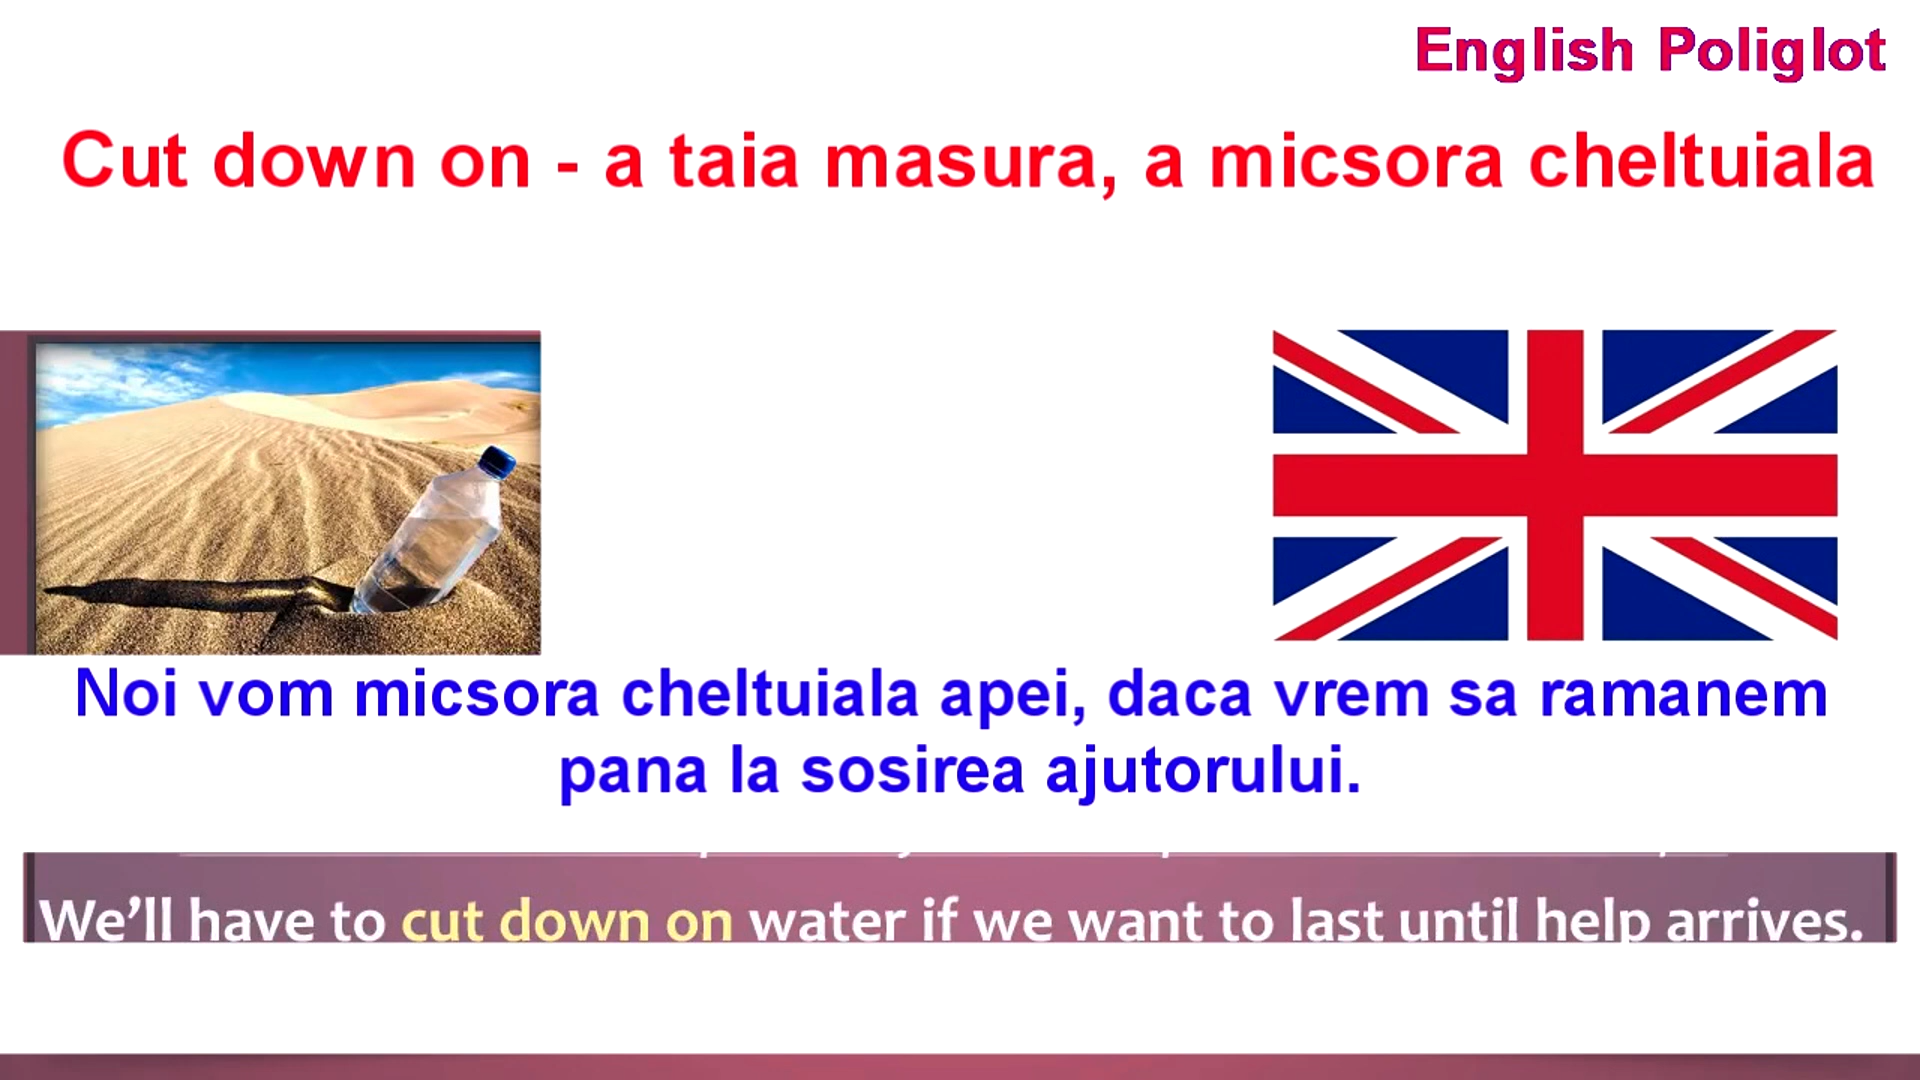 English Poliglot
Cut down on - a taia masura, a micsora cheltuiala
Noi vom micsora cheltuiala apei, daca vrem sa ramanem
pana la sosirea ajutorului.
We’ll have to cut down on water if we want to last until help arrives.